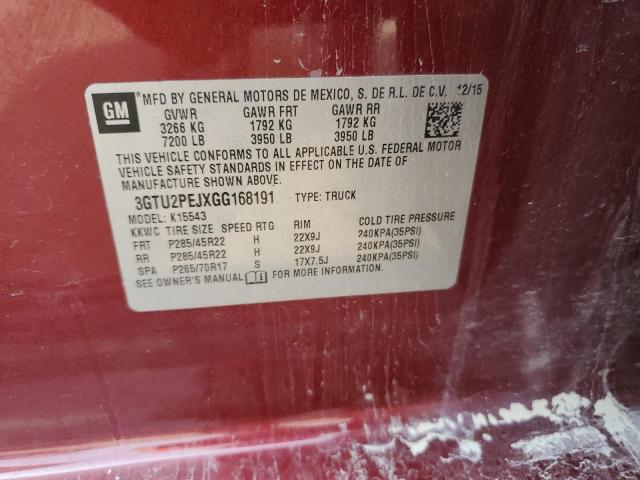 GM
MFD BY GENERAL MOTORS DE MEXICO, S. DE R.L. DE C.V. 12/15
GVWR GAWR FRT GAWR RR
3266 KG 1792 KG 1792 KG
7200 LB 3950 LB 3950 LB
THIS VEHICLE CONFORMS TO ALL APPLICABLE U.S. FEDERAL MOTOR
VEHICLE SAFETY STANDARDS IN EFFECT ON THE DATE OF
MANUFACTURE SHOWN ABOVE.
3GTU2PEJXGG168191 TYPE: TRUCK
MODEL: K15543
KKWC TIRE SIZE SPEED RTG RIM COLD TIRE PRESSURE
FRT P285/45R22 H 22X9J 240KPA(35PSI)
RR P285/45R22 H 22X9J 240KPA(35PSI)
SPA P265/70R17 S 17X7.5J 240KPA(35PSI)
SEE OWNER'S MANUAL FOR MORE INFORMATION.